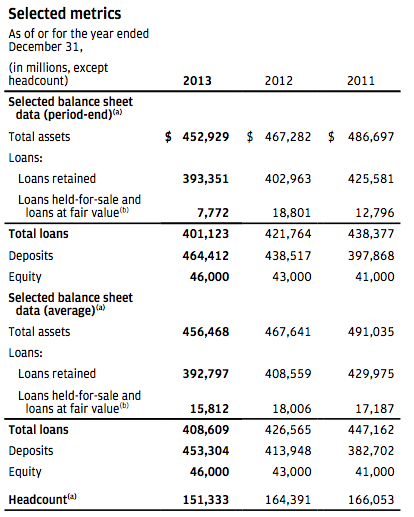 Selected metrics
As of or for the year ended
December 31,
(in millions, except
headcount) 2013 2012 2011
Selected balance sheet
data (period-end)(a)
Total assets $ 452,929 $ 467,282 $ 486,697
Loans:
Loans retained 393,351 402,963 425,581
Loans held-for-sale and
loans at fair value(b) 7,772 18,801 12,796
Total loans 401,123 421,764 438,377
Deposits 464,412 438,517 397,868
Equity 46,000 43,000 41,000
Selected balance sheet
data (average)(a)
Total assets 456,468 467,641 491,035
Loans:
Loans retained 392,797 408,559 429,975
Loans held-for-sale and
loans at fair value(b) 15,812 18,006 17,187
Total loans 408,609 426,565 447,162
Deposits 453,304 413,948 382,702
Equity 46,000 43,000 41,000
Headcount(a) 151,333 164,391 166,053